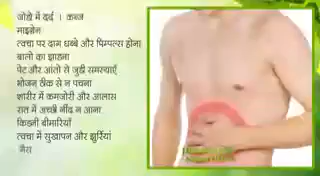 जोड़ो में दर्द । कब्ज
माइग्रेन
त्वचा पर दाग धब्बे और पिम्पल्स होना
बालो का झड़ना
पेट और आंतो से जुडी समस्याएँ
भोजन ठीक से न पचना
शरीर में कमजोरी और आलास
रात में अच्छी नींद न आना
किडनी बीमारियाँ
त्वचा में सुखापन और झुर्रियां
गैस